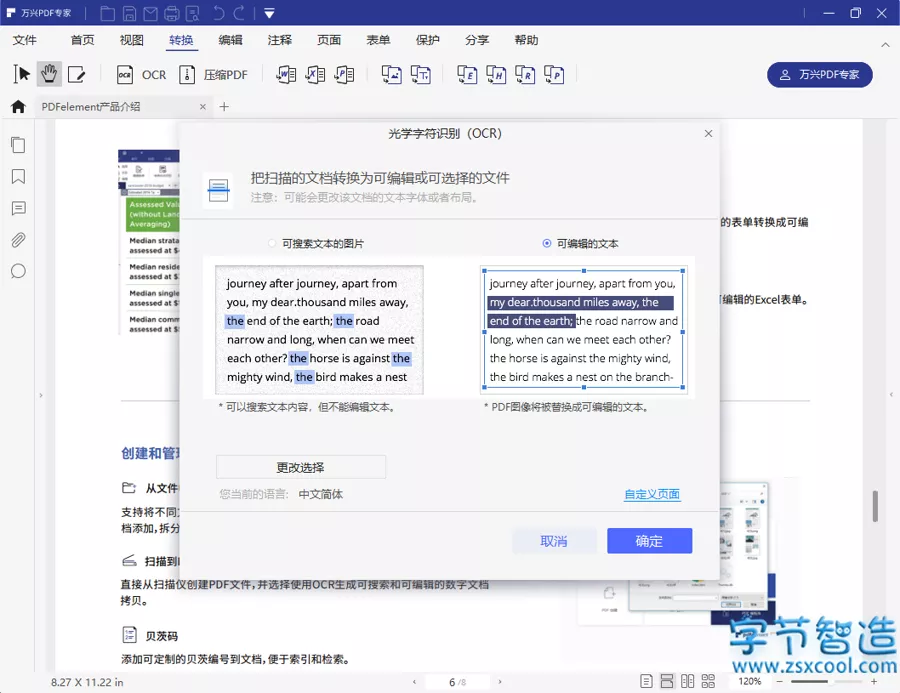 万兴PDF专家
文件 首页 视图 转换 编辑 注释 页面 表单 保护 分享 帮助
OCR OCR 压缩PDF 万兴PDF专家
PDFelement产品介绍
光学字符识别（OCR）
把扫描的文档转换为可编辑或可选择的文件
注意：可能会更改该文档的文本字体或者布局。
Assessed Val
(without Lan
Averaging)
Median strata
assessed at $
Median reside
assessed at $
Median single
assessed at $
Median comm
assessed at $
的表单转换成可编
编辑的Excel表单。
可搜索文本的图片
journey after journey, apart from
you, my dear.thousand miles away,
the end of the earth; the road
narrow and long, when can we meet
each other? the horse is against the
mighty wind, the bird makes a nest
* 可以搜索文本内容，但不能编辑文本。
可编辑的文本
journey after journey, apart from you,
my dear.thousand miles away, the
end of the earth; the road narrow and
long, when can we meet each other?
the horse is against the mighty wind,
the bird makes a nest on the branch-
* PDF图像将被替换成可编辑的文本。
更改选择
您当前的语言： 中文简体
自定义页面
取消 确定
创建和管理
从文件
支持将不同
档添加,拆分
扫描到
直接从扫描仪创建PDF文件,并选择使用OCR生成可搜索和可编辑的数字文档
拷贝。
贝茨码
添加可定制的贝茨编号到文档,便于索引和检索。
8.27 X 11.22 in
6 /8
120%
字节智造
www.zsxcool.com